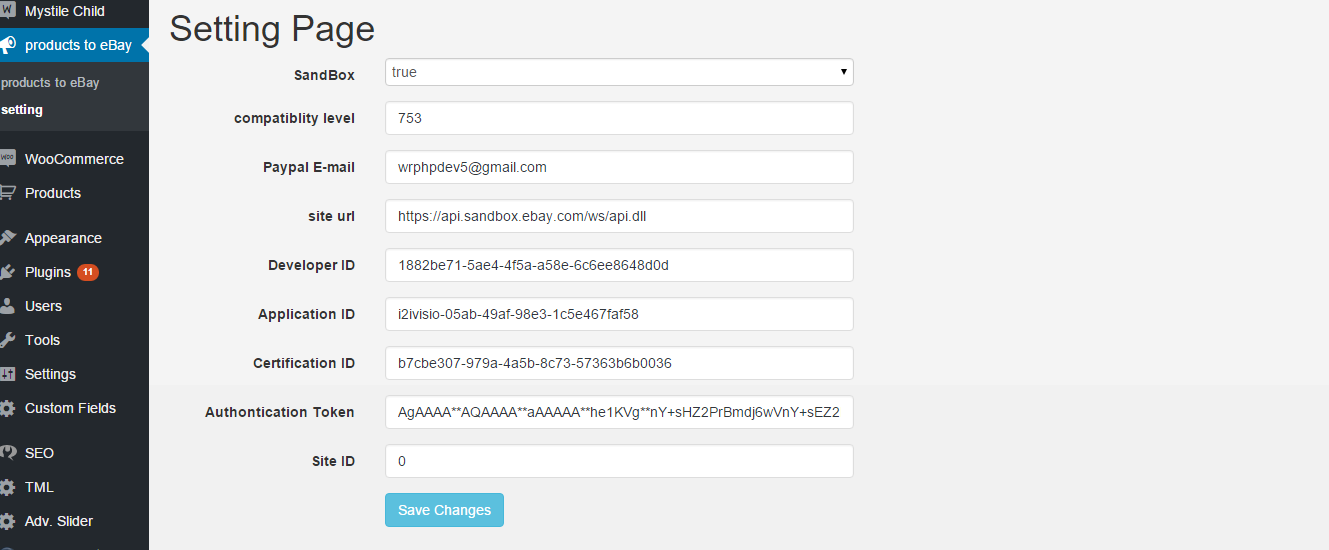 Mystile Child
products to eBay
products to eBay
setting
WooCommerce
Products
Appearance
Plugins 11
Users
Tools
Settings
Custom Fields
SEO
TML
Adv. Slider
Setting Page
SandBox true
compatiblity level 753
Paypal E-mail wrphpdev5@gmail.com
site url https://api.sandbox.ebay.com/ws/api.dll
Developer ID 1882be71-5ae4-4f5a-a58e-6c6ee8648d0d
Application ID i2ivisio-05ab-49af-98e3-1c5e467faf58
Certification ID b7cbe307-979a-4a5b-8c73-57363b6b0036
Authontication Token AgAAAA**AQAAAA**aAAAAA**he1KVg**nY+sHZ2PrBmdj6wVnY+sEZ2
Site ID 0
Save Changes